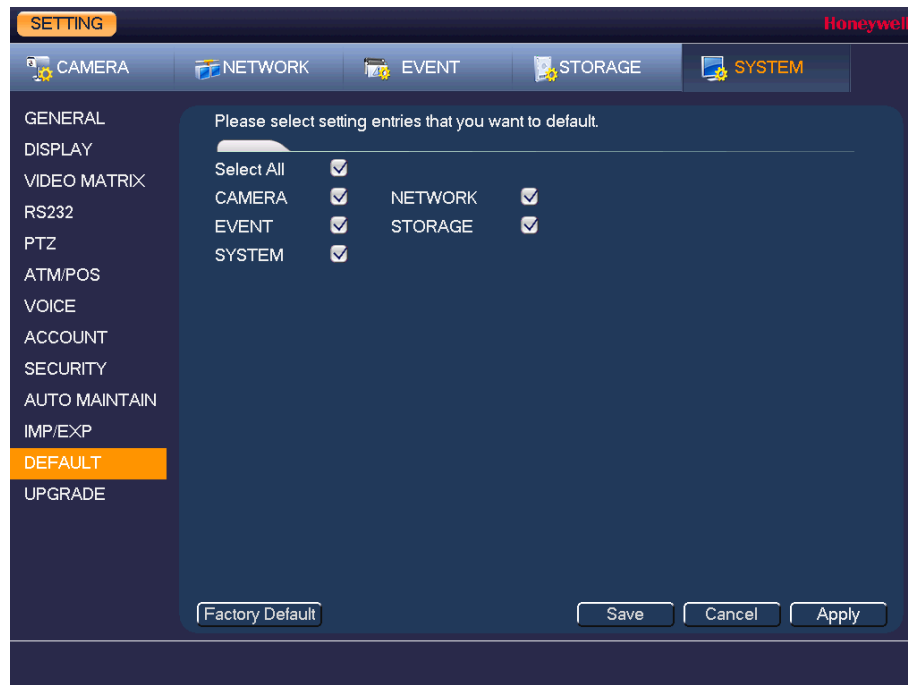 SETTING
Honeywell
CAMERA NETWORK EVENT STORAGE SYSTEM
GENERAL
DISPLAY
VIDEO MATRIX
RS232
PTZ
ATM/POS
VOICE
ACCOUNT
SECURITY
AUTO MAINTAIN
IMP/EXP
DEFAULT
UPGRADE
Please select setting entries that you want to default.
Select All
CAMERA NETWORK
EVENT STORAGE
SYSTEM
Factory Default Save Cancel Apply